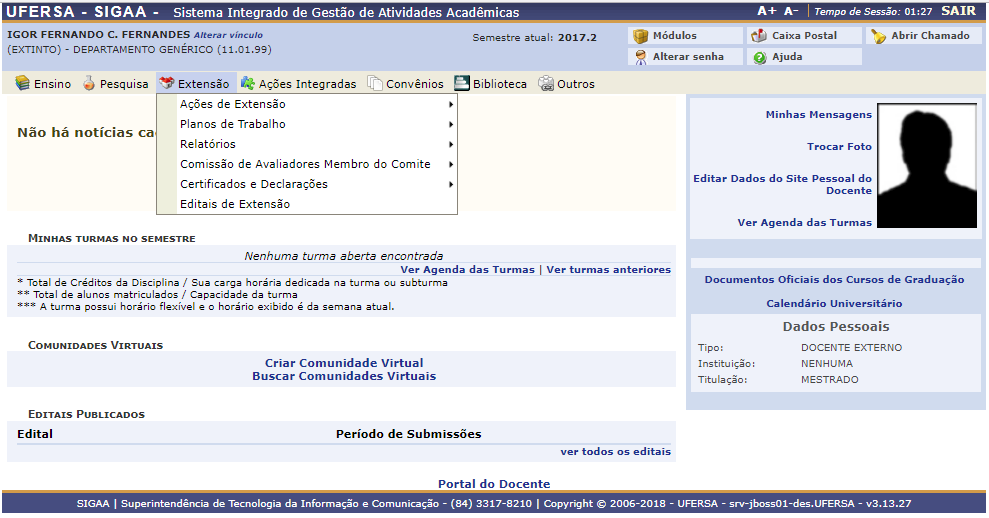 UFERSA - SIGAA - Sistema Integrado de Gestão de Atividades Acadêmicas
A+ A- Tempo de Sessão: 01:27 SAIR
IGOR FERNANDO C. FERNANDES Alterar vínculo
(EXTINTO) - DEPARTAMENTO GENÉRICO (11.01.99)
Semestre atual: 2017.2
Módulos Caixa Postal Abrir Chamado
Alterar senha Ajuda
Ensino Pesquisa Extensão Ações Integradas Convênios Biblioteca Outros
Ações de Extensão
Planos de Trabalho
Relatórios
Comissão de Avaliadores Membro do Comite
Certificados e Declarações
Editais de Extensão
Não há notícias
MINHAS TURMAS NO SEMESTRE
Nenhuma turma aberta encontrada
Ver Agenda das Turmas | Ver turmas anteriores
* Total de Créditos da Disciplina / Sua carga horária dedicada na turma ou subturma
** Total de alunos matriculados / Capacidade da turma
*** A turma possui horário flexível e o horário exibido é da semana atual.
COMUNIDADES VIRTUAIS
Criar Comunidade Virtual
Buscar Comunidades Virtuais
EDITAIS PUBLICADOS
Edital Período de Submissões
ver todos os editais
Minhas Mensagens
Trocar Foto
Editar Dados do Site Pessoal do
Docente
Ver Agenda das Turmas
Documentos Oficiais dos Cursos de Graduação
Calendário Universitário
Dados Pessoais
Tipo: DOCENTE EXTERNO
Instituição: NENHUMA
Titulação: MESTRADO
Portal do Docente
SIGAA | Superintendência de Tecnologia da Informação e Comunicação - (84) 3317-8210 | Copyright © 2006-2018 - UFERSA - srv-jboss01-des.UFERSA - v3.13.27